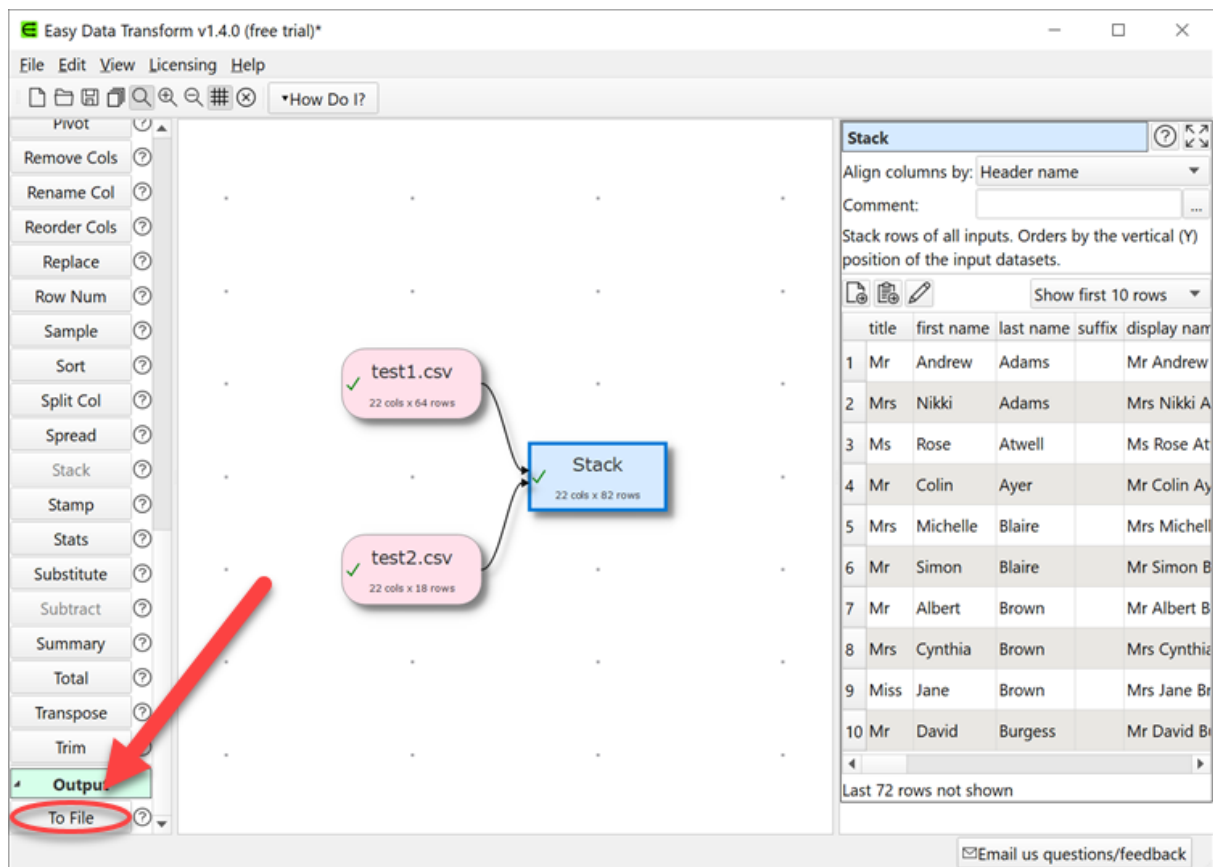 Easy Data Transform v1.4.0 (free trial)*
File Edit View Licensing Help
▾How Do I?
Pivot
Remove Cols
Rename Col
Reorder Cols
Replace
Row Num
Sample
Sort
Split Col
Spread
Stack
Stamp
Stats
Substitute
Subtract
Summary
Total
Transpose
Trim
Output
To File
test1.csv
22 cols x 64 rows
test2.csv
22 cols x 18 rows
Stack
22 cols x 82 rows
Stack
Align columns by: Header name
Comment: ...
Stack rows of all inputs. Orders by the vertical (Y)
position of the input datasets.
Show first 10 rows
title first name last name suffix display nam
1 Mr Andrew Adams Mr Andrew
2 Mrs Nikki Adams Mrs Nikki A
3 Ms Rose Atwell Ms Rose At
4 Mr Colin Ayer Mr Colin Ay
5 Mrs Michelle Blaire Mrs Michell
6 Mr Simon Blaire Mr Simon B
7 Mr Albert Brown Mr Albert B
8 Mrs Cynthia Brown Mrs Cynthia
9 Miss Jane Brown Mrs Jane Br
10 Mr David Burgess Mr David Bu
Last 72 rows not shown
Email us questions/feedback